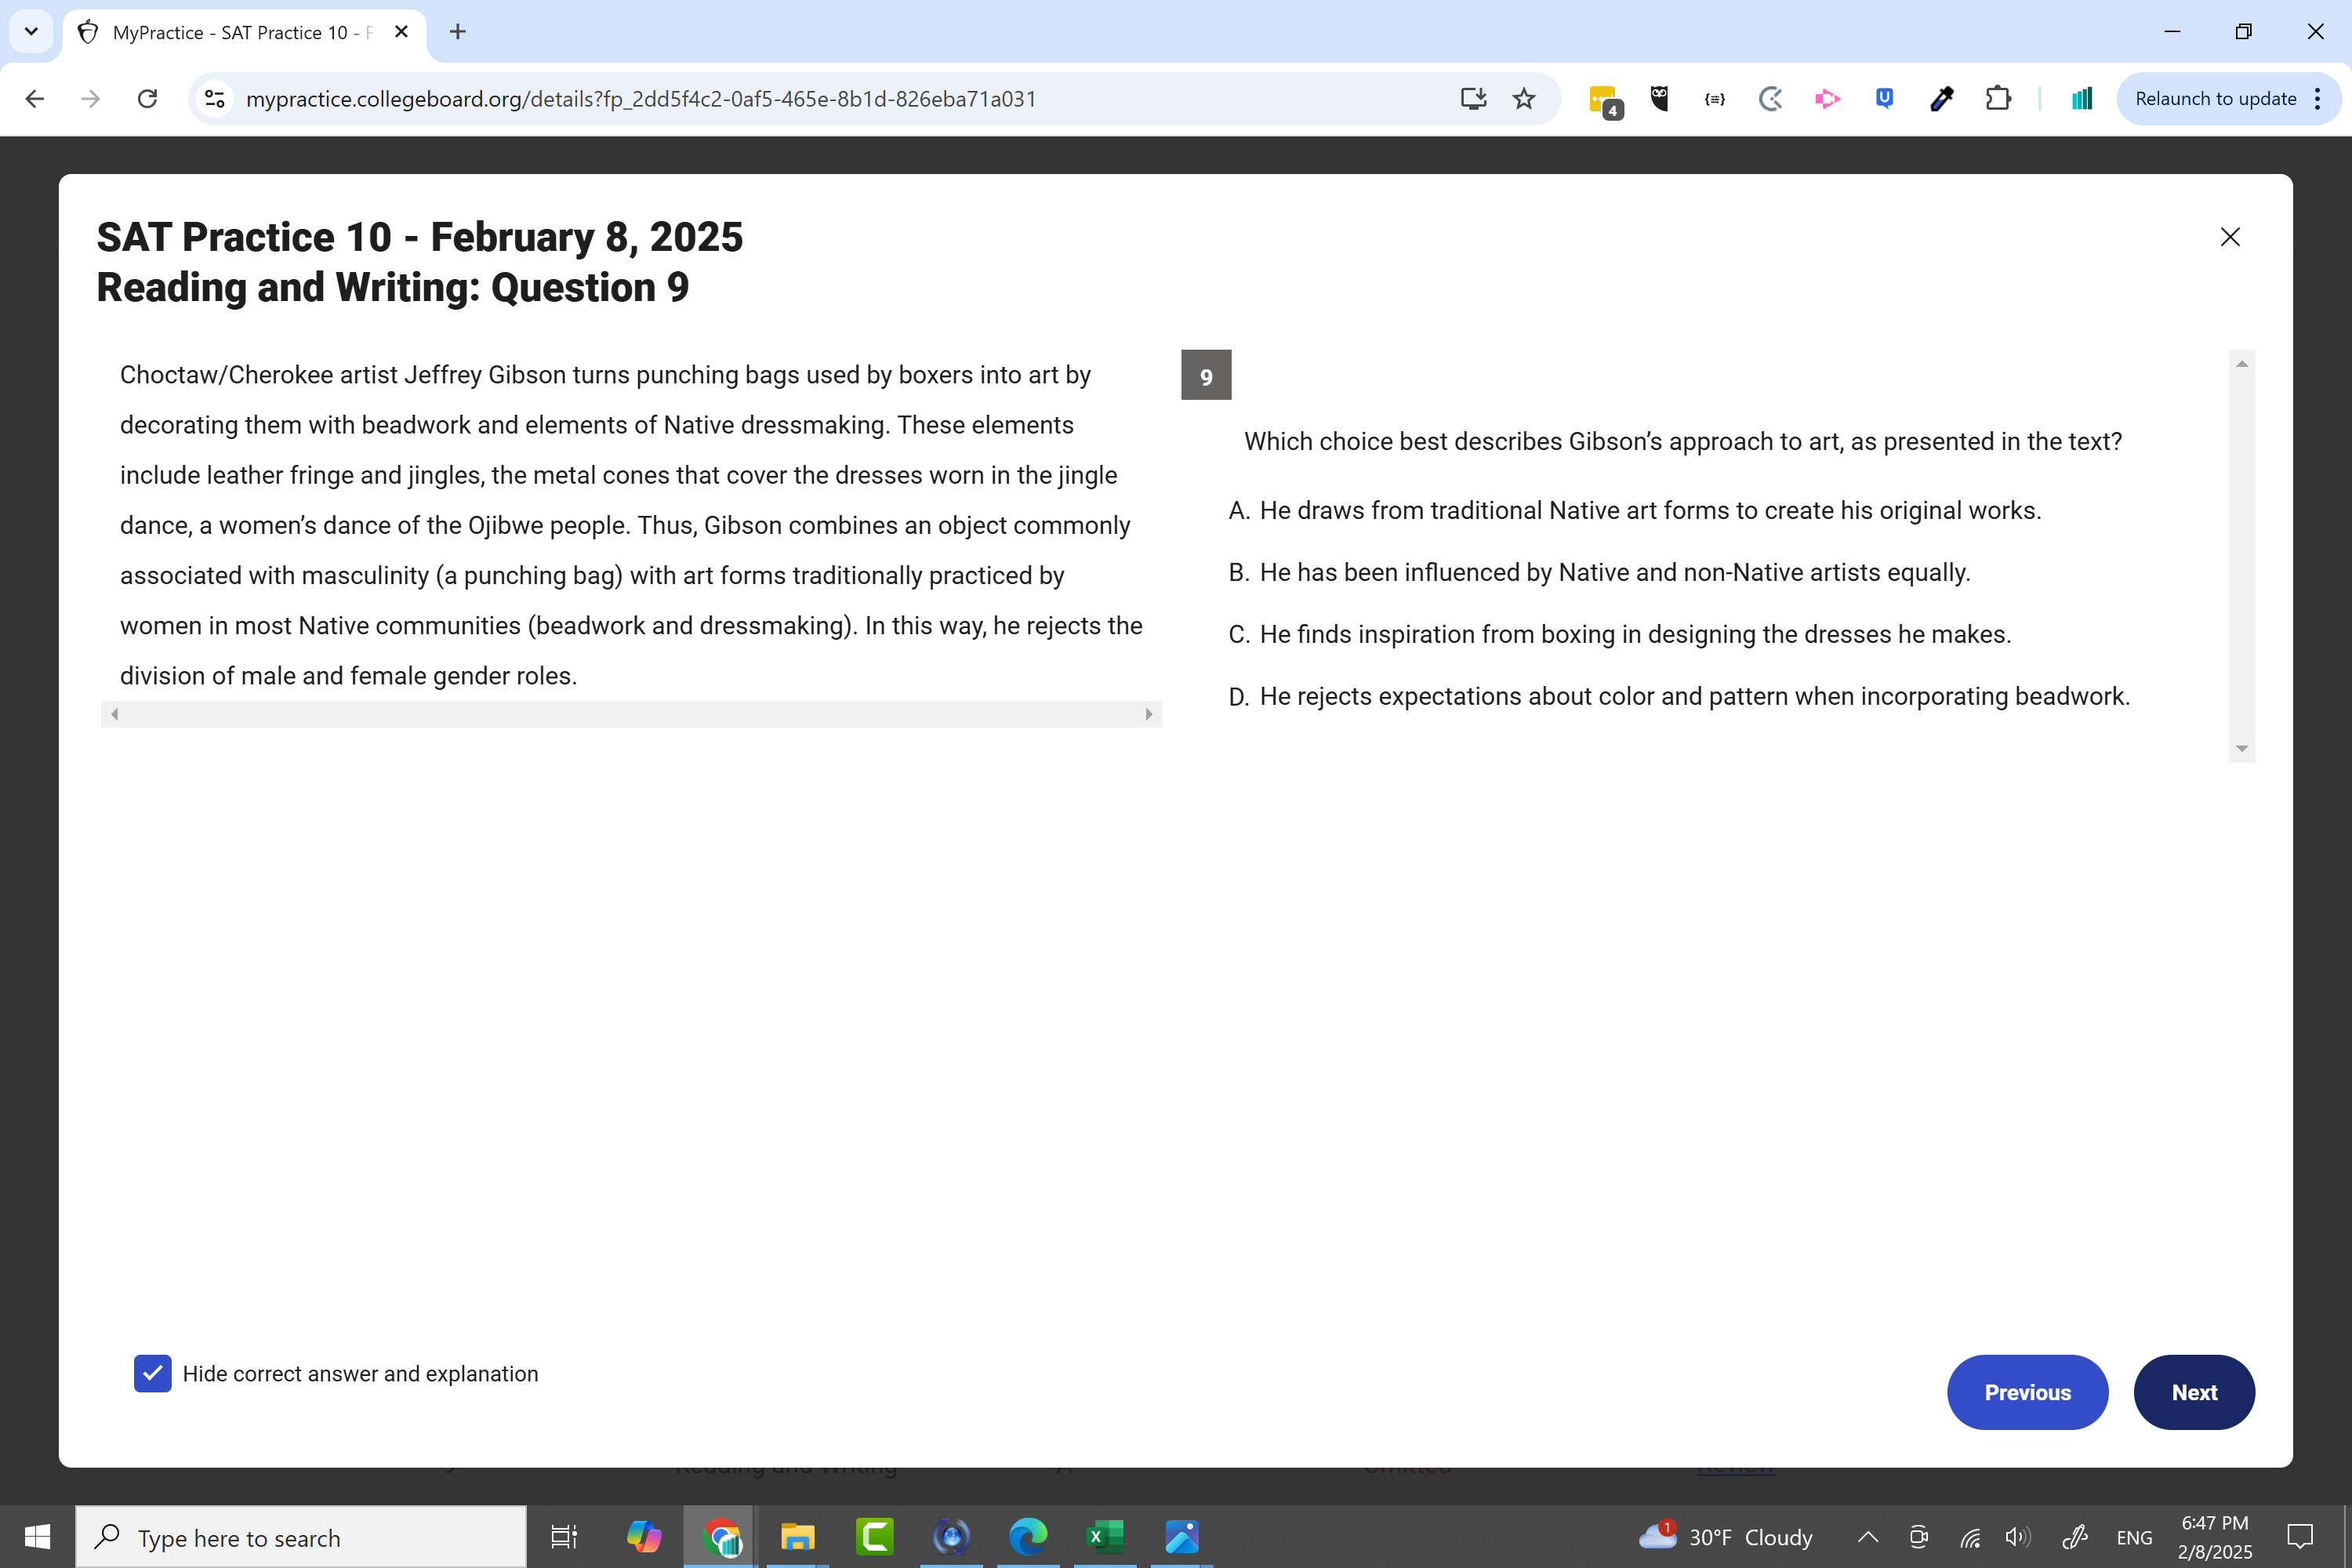 MyPractice - SAT Practice 10 - F
mypractice.collegeboard.org/details?fp_2dd5f4c2-0af5-465e-8b1d-826eba71a031
4
Relaunch to update
SAT Practice 10 - February 8, 2025
Reading and Writing: Question 9
Choctaw/Cherokee artist Jeffrey Gibson turns punching bags used by boxers into art by
decorating them with beadwork and elements of Native dressmaking. These elements
include leather fringe and jingles, the metal cones that cover the dresses worn in the jingle
dance, a women’s dance of the Ojibwe people. Thus, Gibson combines an object commonly
associated with masculinity (a punching bag) with art forms traditionally practiced by
women in most Native communities (beadwork and dressmaking). In this way, he rejects the
division of male and female gender roles.
9
Which choice best describes Gibson’s approach to art, as presented in the text?
A. He draws from traditional Native art forms to create his original works.
B. He has been influenced by Native and non-Native artists equally.
C. He finds inspiration from boxing in designing the dresses he makes.
D. He rejects expectations about color and pattern when incorporating beadwork.
Hide correct answer and explanation
Previous
Next
Reading and Writing
Omitted
Review
Type here to search
1
30°F Cloudy
ENG
6:47 PM
2/8/2025